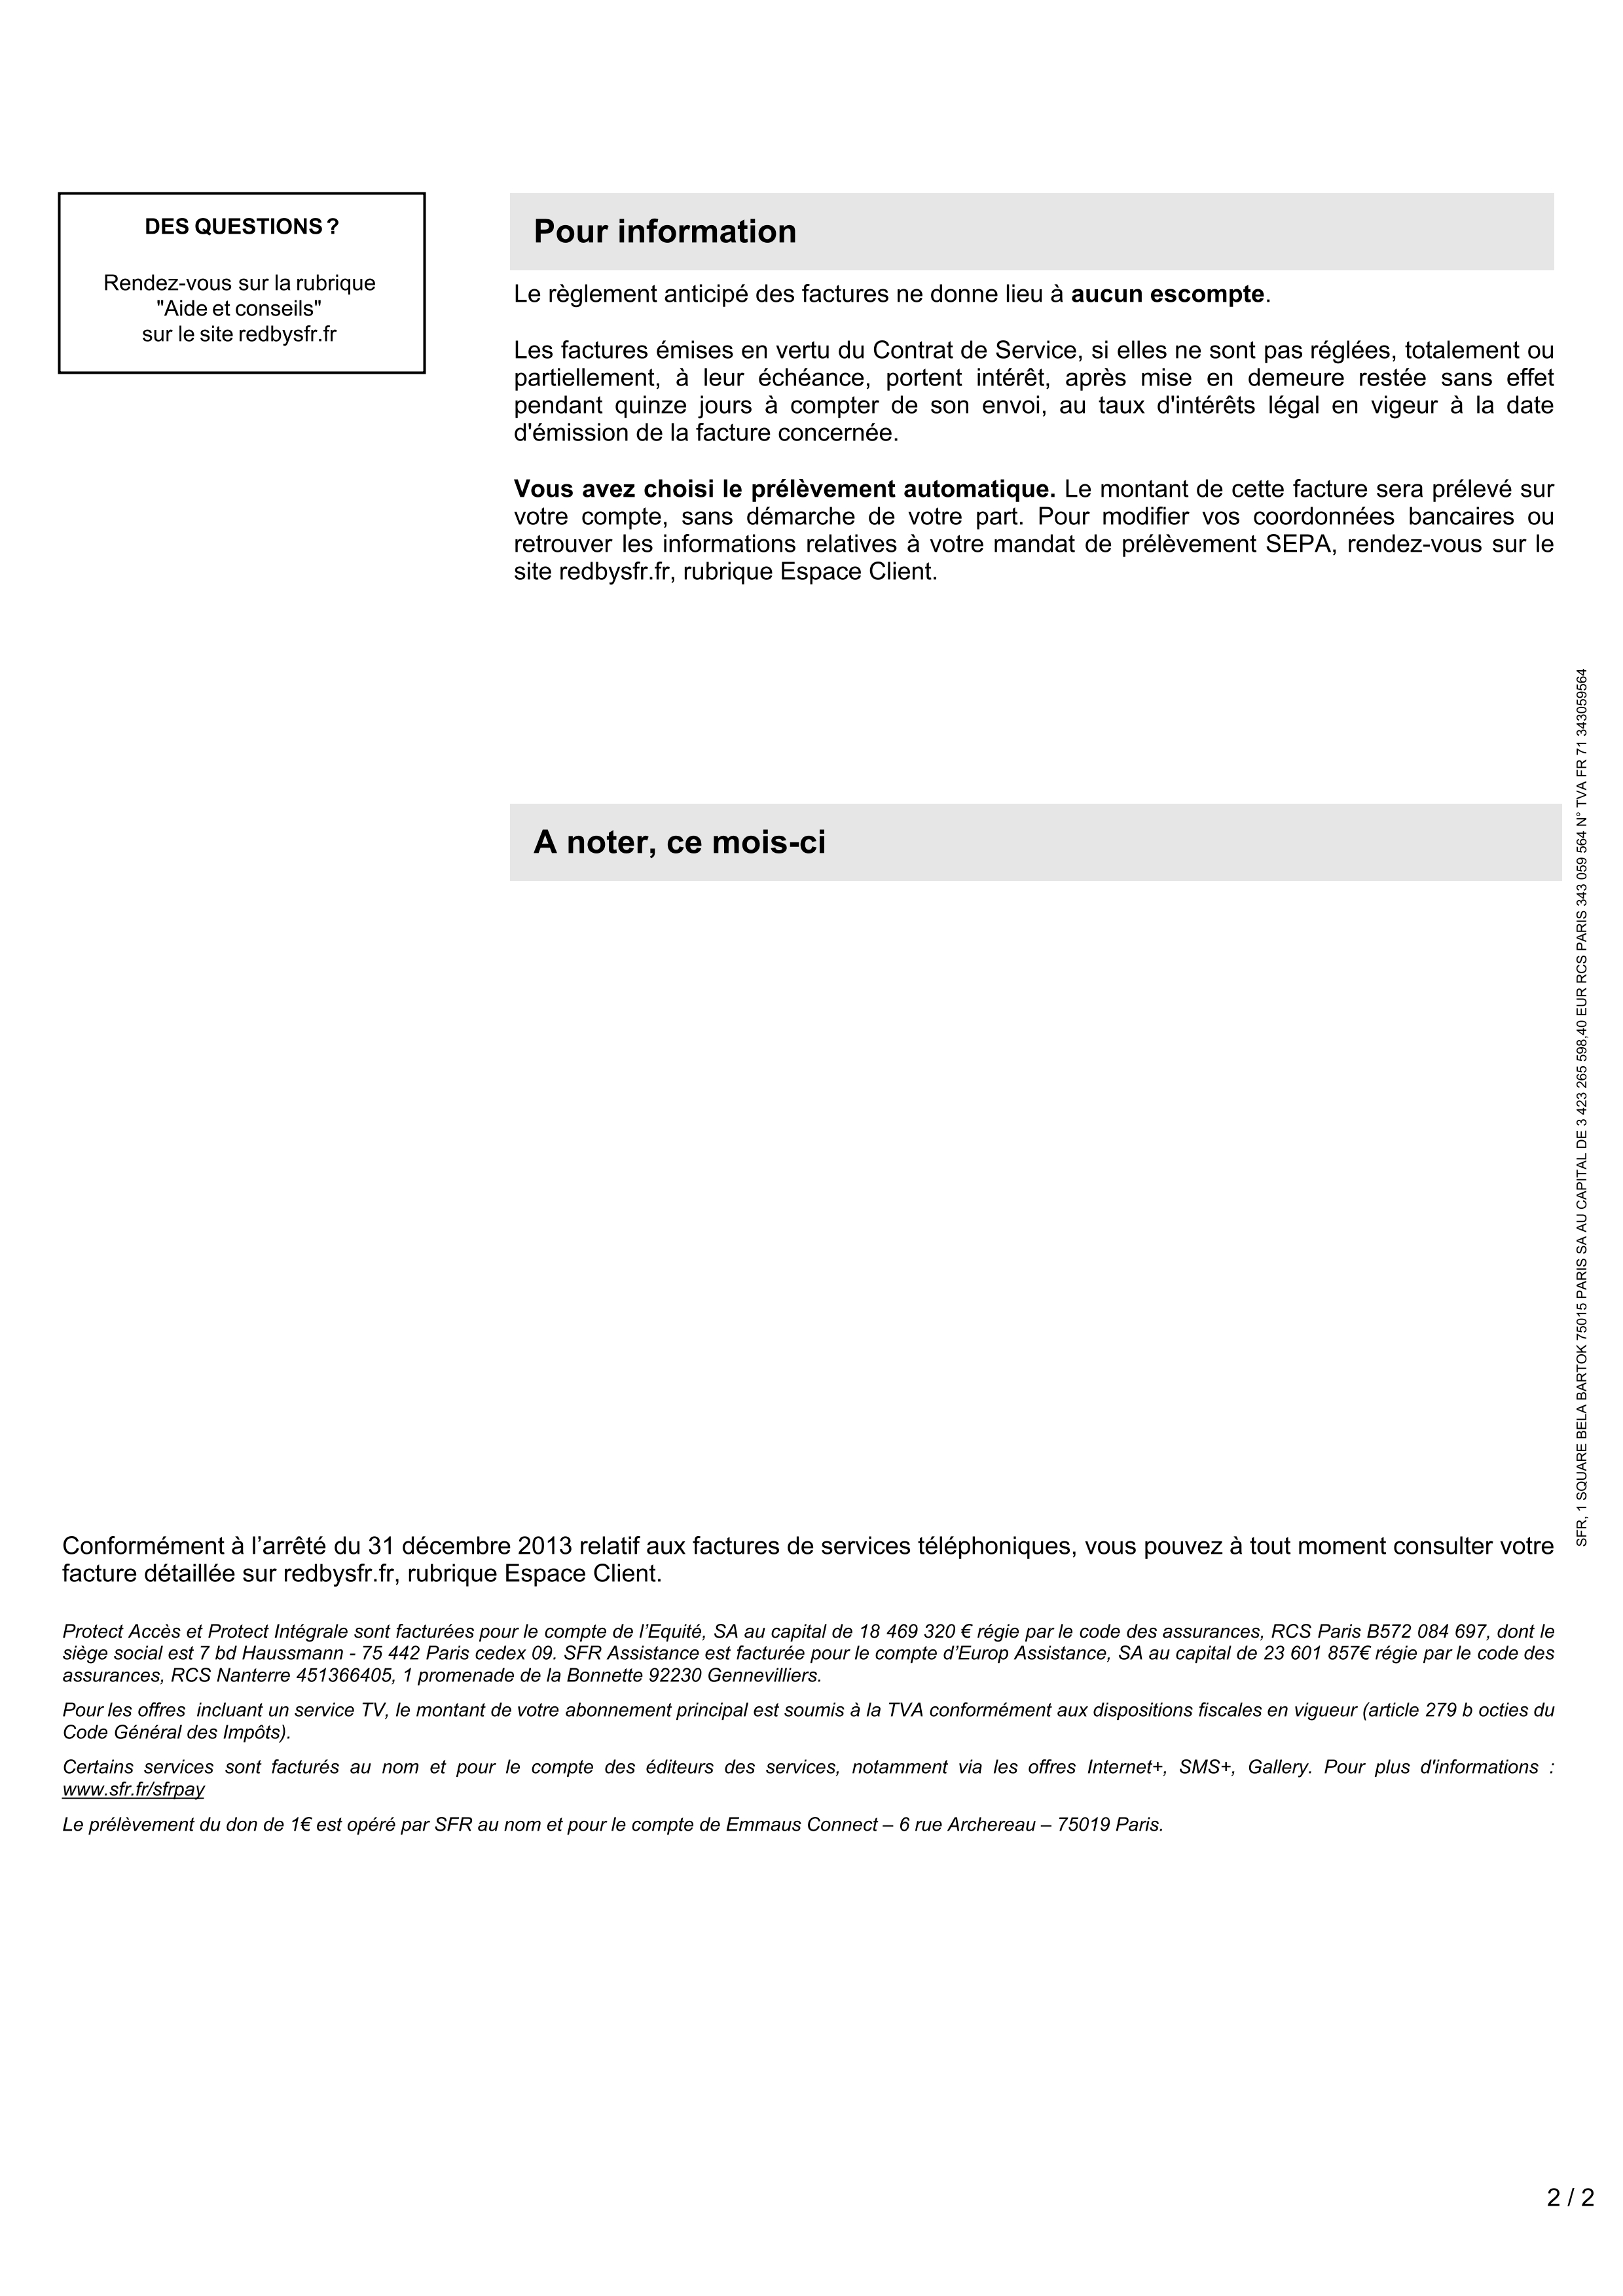 DES QUESTIONS ?
Rendez-vous sur la rubrique
"Aide et conseils"
sur le site redbysfr.fr
Pour information
Le règlement anticipé des factures ne donne lieu à aucun escompte.
Les factures émises en vertu du Contrat de Service, si elles ne sont pas réglées, totalement ou
partiellement, à leur échéance, portent intérêt, après mise en demeure restée sans effet
pendant quinze jours à compter de son envoi, au taux d'intérêts légal en vigeur à la date
d'émission de la facture concernée.
Vous avez choisi le prélèvement automatique. Le montant de cette facture sera prélevé sur
votre compte, sans démarche de votre part. Pour modifier vos coordonnées bancaires ou
retrouver les informations relatives à votre mandat de prélèvement SEPA, rendez-vous sur le
site redbysfr.fr, rubrique Espace Client.
A noter, ce mois-ci
SFR, 1 SQUARE BELA BARTOK 75015 PARIS SA AU CAPITAL DE 3 423 265 598,40 EUR RCS PARIS 343 059 564 N° TVA FR 71 343059564
Conformément à l’arrêté du 31 décembre 2013 relatif aux factures de services téléphoniques, vous pouvez à tout moment consulter votre
facture détaillée sur redbysfr.fr, rubrique Espace Client.
Protect Accès et Protect Intégrale sont facturées pour le compte de l’Equité, SA au capital de 18 469 320 € régie par le code des assurances, RCS Paris B572 084 697, dont le
siège social est 7 bd Haussmann - 75 442 Paris cedex 09. SFR Assistance est facturée pour le compte d’Europ Assistance, SA au capital de 23 601 857€ régie par le code des
assurances, RCS Nanterre 451366405, 1 promenade de la Bonnette 92230 Gennevilliers.
Pour les offres incluant un service TV, le montant de votre abonnement principal est soumis à la TVA conformément aux dispositions fiscales en vigueur (article 279 b octies du
Code Général des Impôts).
Certains services sont facturés au nom et pour le compte des éditeurs des services, notamment via les offres Internet+, SMS+, Gallery. Pour plus d'informations :
www.sfr.fr/sfrpay
Le prélèvement du don de 1€ est opéré par SFR au nom et pour le compte de Emmaus Connect – 6 rue Archereau – 75019 Paris.
2 / 2